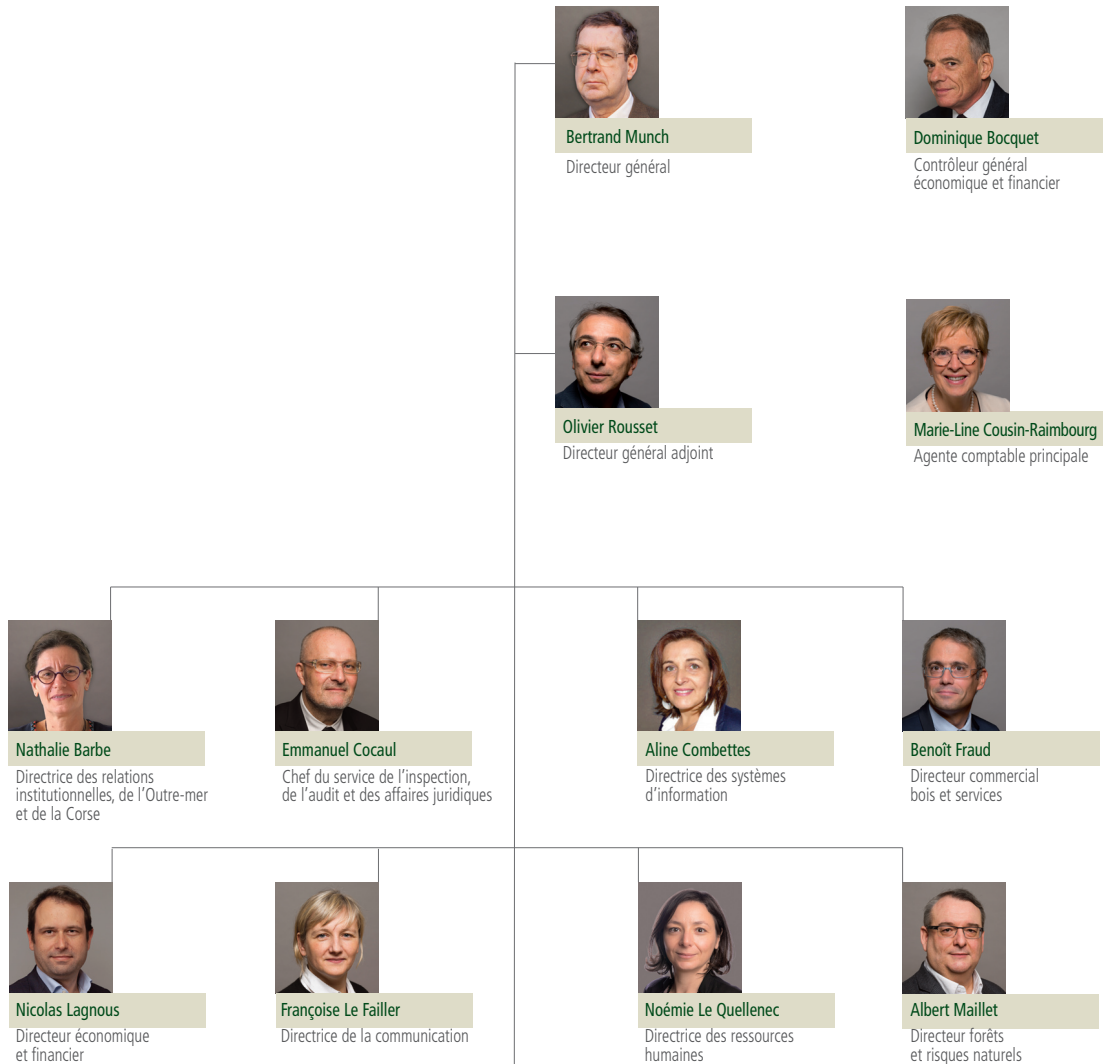 Bertrand Munch
Directeur général
Dominique Bocquet
Contrôleur général
économique et financier
Olivier Rousset
Directeur général adjoint
Marie-Line Cousin-Raimbourg
Agente comptable principale
Nathalie Barbe
Directrice des relations
institutionnelles, de l’Outre-mer
et de la Corse
Emmanuel Cocaul
Chef du service de l’inspection,
de l’audit et des affaires juridiques
Aline Combettes
Directrice des systèmes
d’information
Benoît Fraud
Directeur commercial
bois et services
Nicolas Lagnous
Directeur économique
et financier
Françoise Le Failler
Directrice de la communication
Noémie Le Quellenec
Directrice des ressources
humaines
Albert Maillet
Directeur forêts
et risques naturels